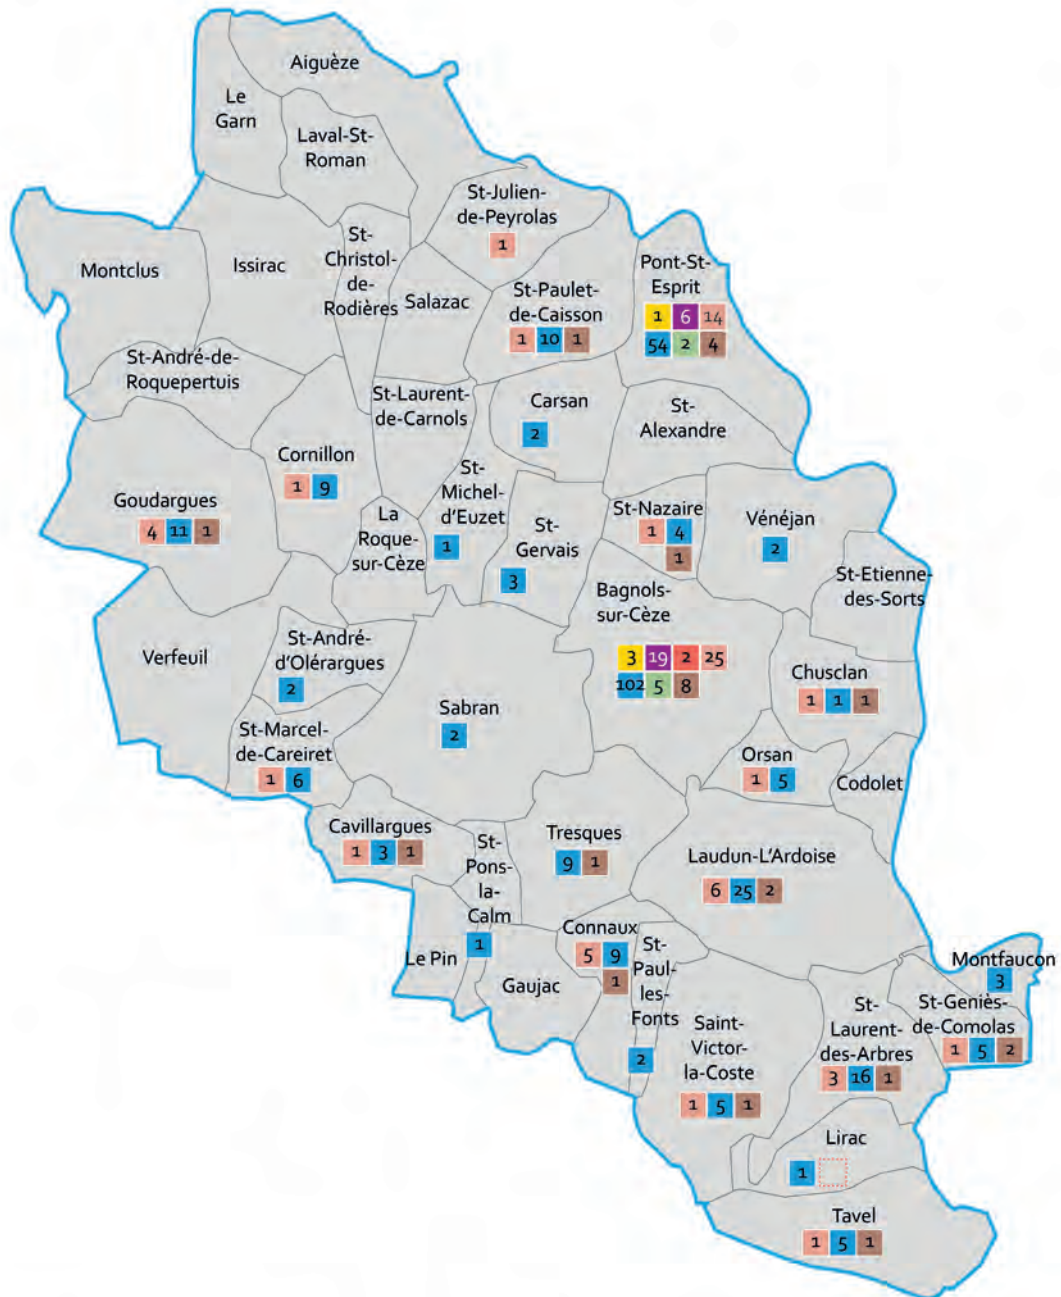 Aiguèze
Le
Garn
Laval-St-
Roman
St-Julien-
de-Peyrolas
1
Montclus
Issirac
St-
Christol-
de-
Rodières
Salazac
St-Paulet-
de-Caisson
1 10 1
Pont-St-
Esprit
1 6 14
54 2 4
St-André-de-
Roquepertuis
St-Laurent-
de-Carnols
Carsan
2
St-
Alexandre
Cornillon
1 9
Goudargues
4 11 1
La
Roque-
sur-Cèze
St-
Michel-
d'Euzet
1
St-
Gervais
3
St-Nazaire
1 4
1
Vénéjan
2
St-Etienne-
des-Sorts
Bagnols-
sur-Cèze
3 19 2 25
102 5 8
Verfeuil
St-André-
d'Olérargues
2
Sabran
2
Chusclan
1 1 1
St-Marcel-
de-Careiret
1 6
Orsan
1 5
Codolet
Cavillargues
1 3 1
St-
Pons-
la-
Calm
1
Tresques
9 1
Laudun-L'Ardoise
6 25 2
Le Pin
Gaujac
Connaux
5 9
1
St-
Paul-
les-
Fonts
2
Saint-
Victor-
la-Coste
1 5 1
St-
Laurent-
des-Arbres
3 16 1
Montfaucon
3
St-Geniès-
de-Comolas
1 5 2
Lirac
1
Tavel
1 5 1